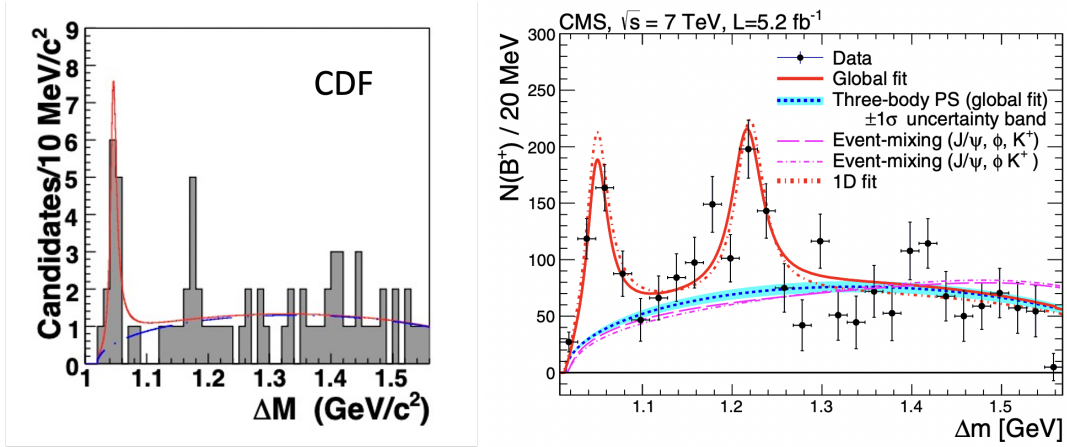 Candidates/10 MeV/c²
9
8
7
6
5
4
3
2
1
0
CDF
1 1.1 1.2 1.3 1.4 1.5
ΔM (GeV/c²)
CMS, √s = 7 TeV, L=5.2 fb⁻¹
N(B⁺) / 20 MeV
300
250
200
150
100
50
0
Data
Global fit
Three-body PS (global fit)
±1σ uncertainty band
Event-mixing (J/ψ, φ, K⁺)
Event-mixing (J/ψ, φ K⁺)
1D fit
1.1 1.2 1.3 1.4 1.5
Δm [GeV]